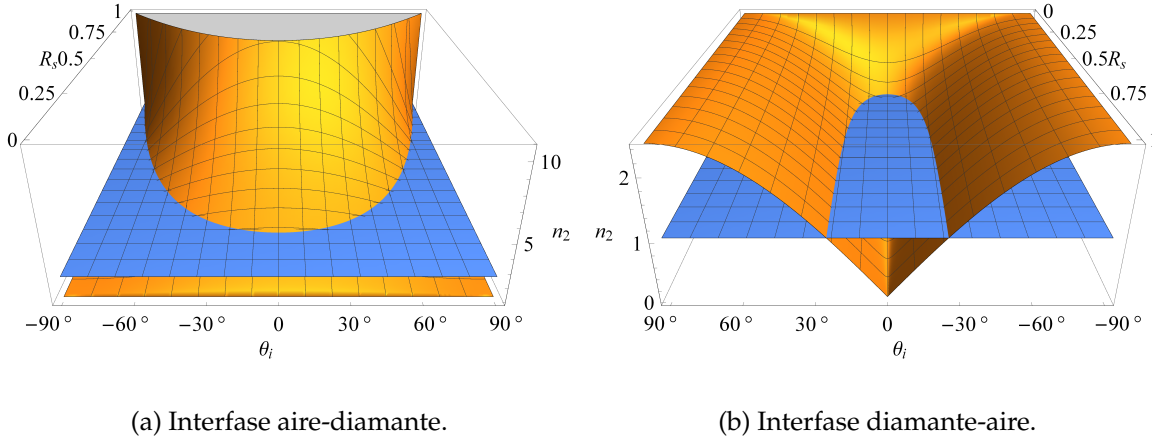 1
0.75
R_s 0.5
0.25
0
10
5
n_2
−90° −60° −30° 0 30° 60° 90°
θ_i
(a) Interfase aire-diamante.
0
0.25
0.5 R_s
0.75
2
n_2 1
0
90° 60° 30° 0 −30° −60° −90°
θ_i
(b) Interfase diamante-aire.